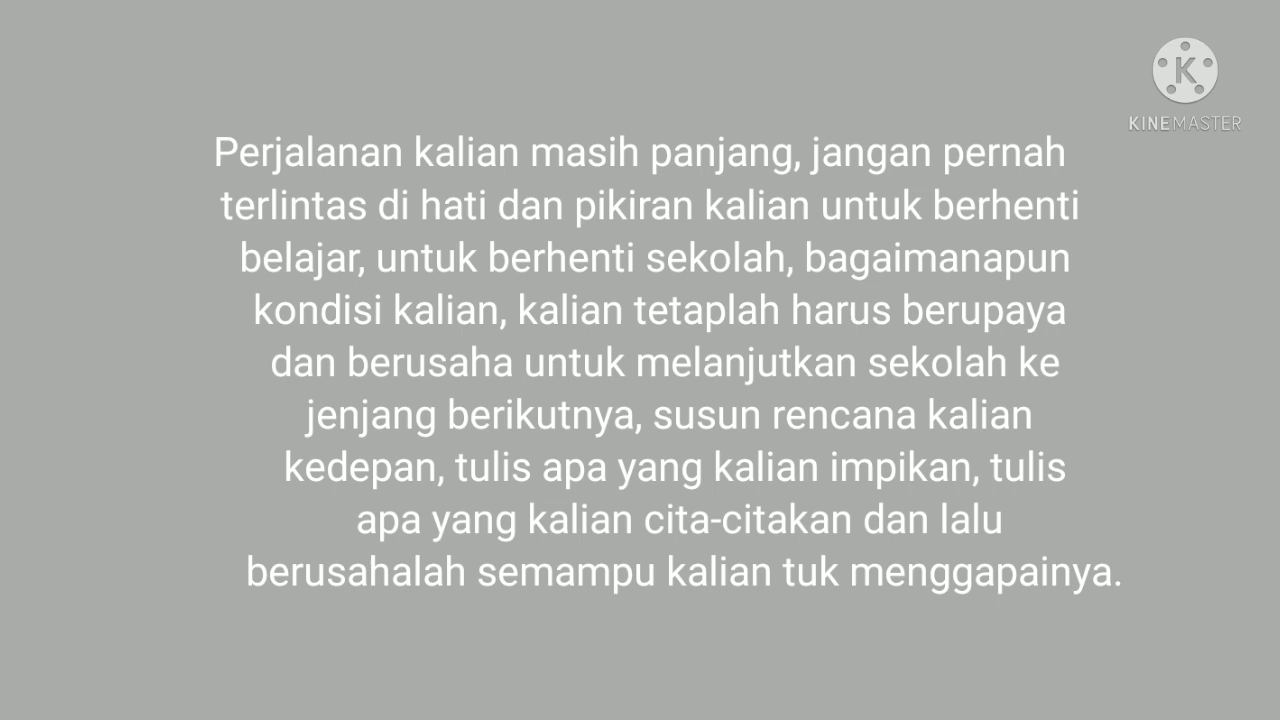 KINEMASTER
Perjalanan kalian masih panjang, jangan pernah
terlintas di hati dan pikiran kalian untuk berhenti
belajar, untuk berhenti sekolah, bagaimanapun
kondisi kalian, kalian tetaplah harus berupaya
dan berusaha untuk melanjutkan sekolah ke
jenjang berikutnya, susun rencana kalian
kedepan, tulis apa yang kalian impikan, tulis
apa yang kalian cita-citakan dan lalu
berusahalah semampu kalian tuk menggapainya.